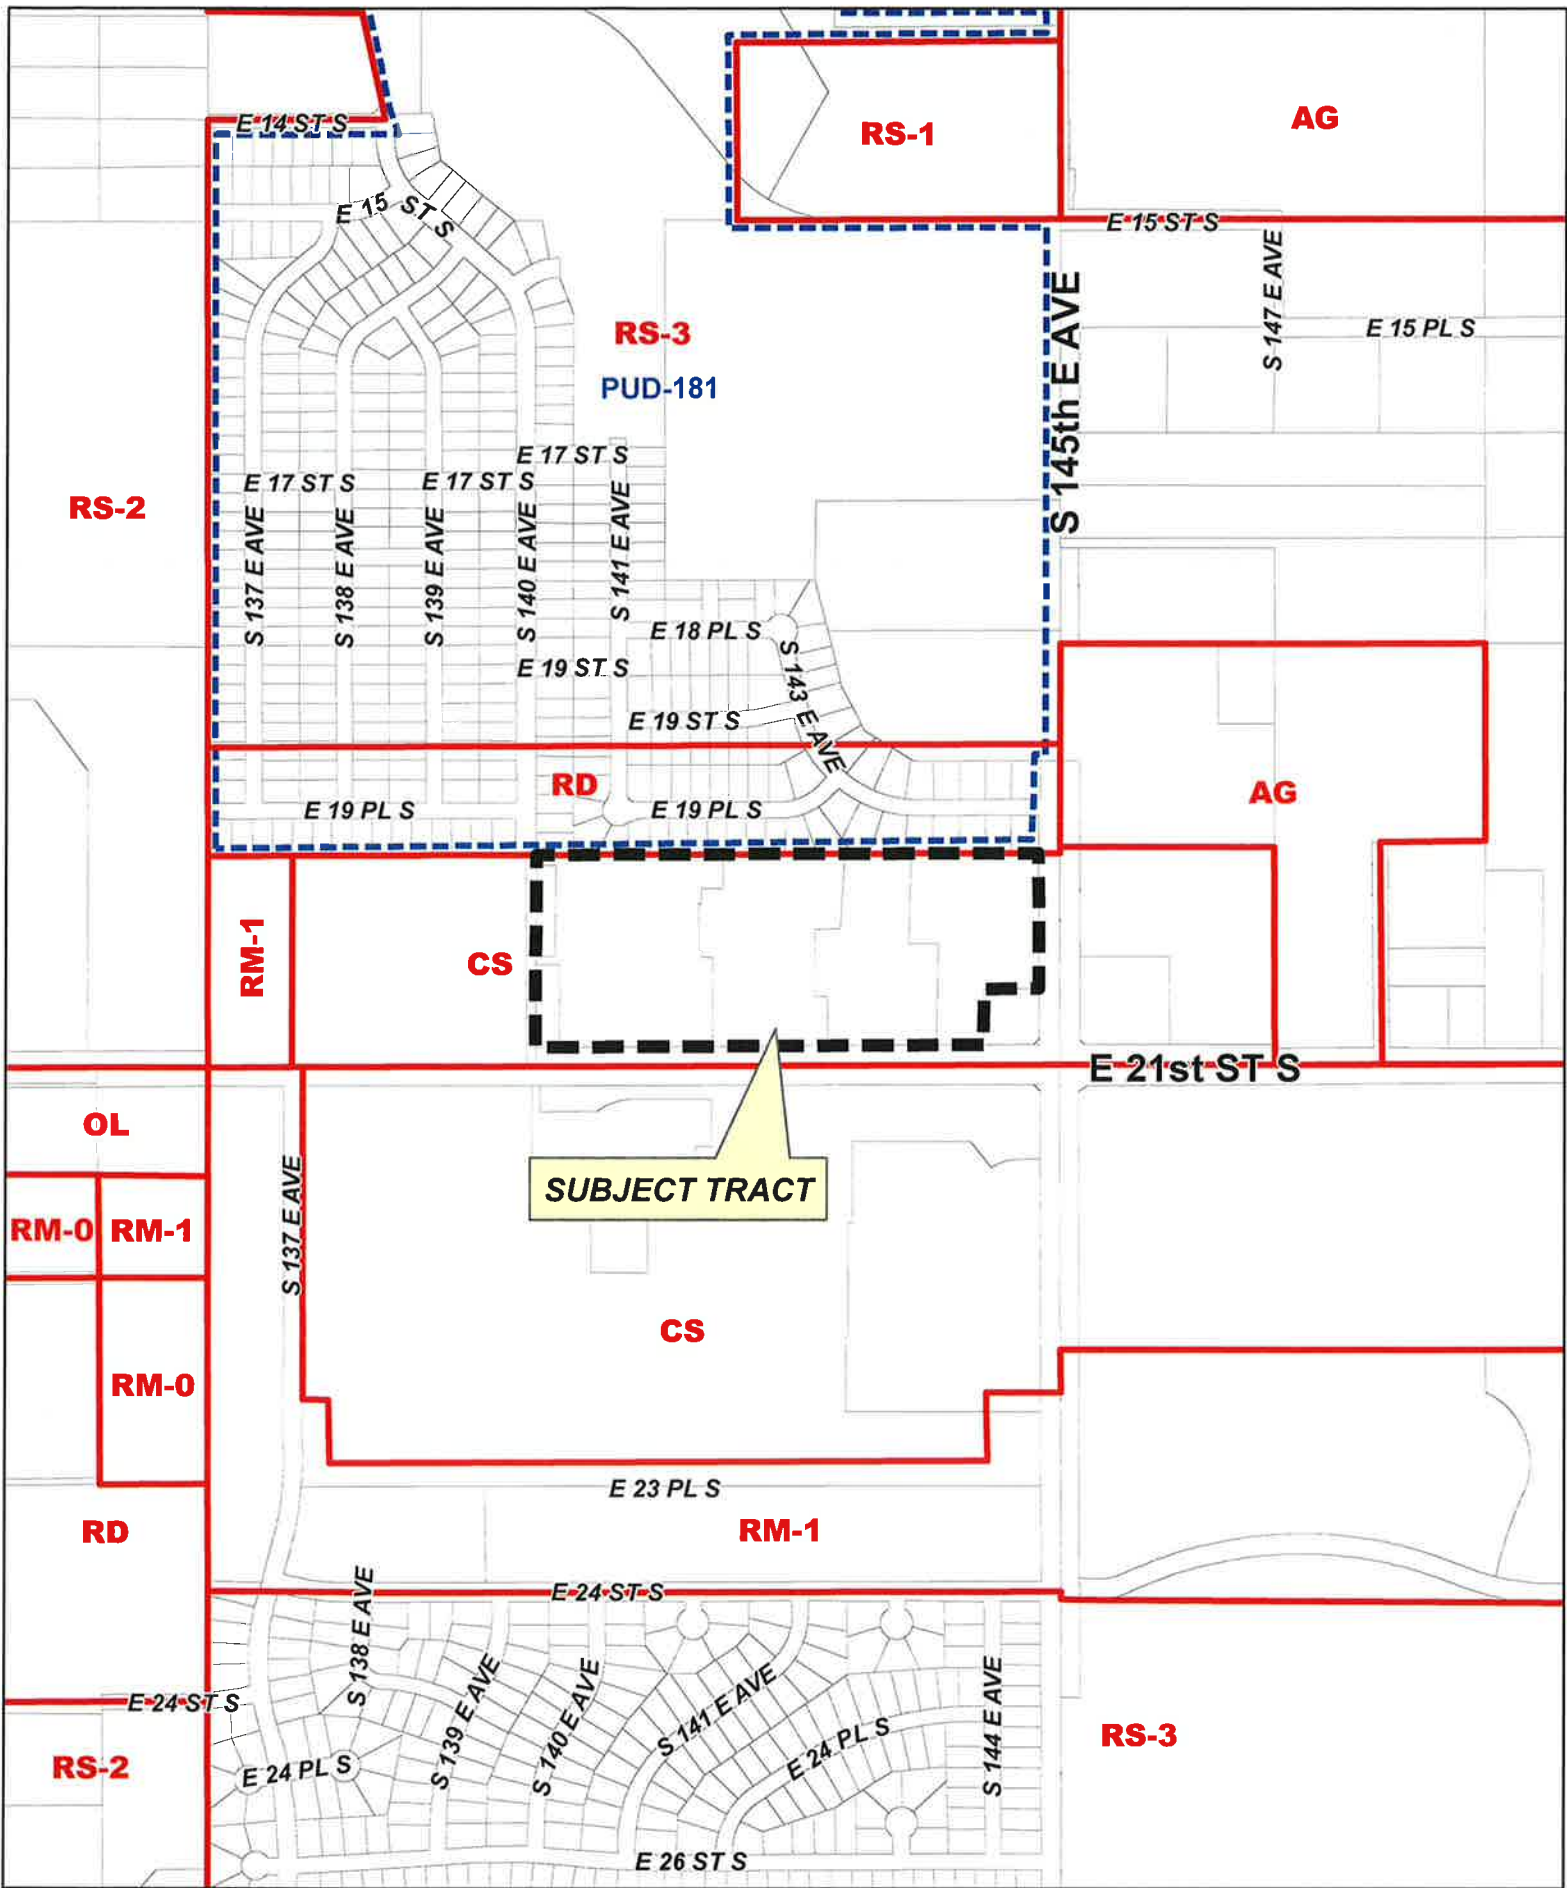 E 14 ST S
RS-1
AG
E 15 ST S
E 15 ST S
S 147 E AVE
E 15 PL S
RS-3
PUD-181
S 145th E AVE
RS-2
E 17 ST S
E 17 ST S
E 17 ST S
S 137 E AVE
S 138 E AVE
S 139 E AVE
S 140 E AVE
S 141 E AVE
E 18 PL S
S 143 E AVE
E 19 ST S
E 19 ST S
RD
AG
E 19 PL S
E 19 PL S
RM-1
CS
E 21st ST S
OL
SUBJECT TRACT
RM-0
RM-1
S 137 E AVE
CS
RM-0
E 23 PL S
RD
RM-1
E 24 ST S
S 138 E AVE
S 139 E AVE
S 140 E AVE
S 141 E AVE
E 24 PL S
S 144 E AVE
E 24 ST S
RS-3
RS-2
E 24 PL S
E 26 ST S